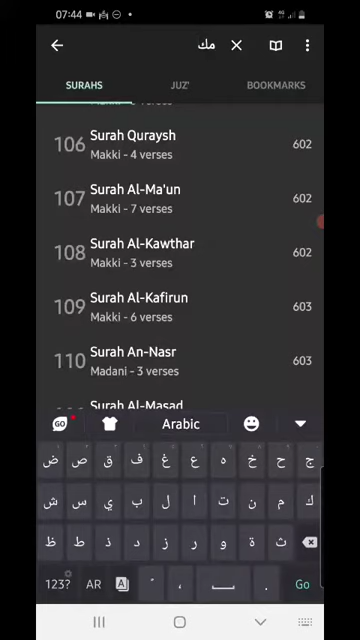 07:44
مك
SURAHS JUZ' BOOKMARKS
106 Surah Quraysh 602
Makki - 4 verses
107 Surah Al-Ma'un 602
Makki - 7 verses
108 Surah Al-Kawthar 602
Makki - 3 verses
109 Surah Al-Kafirun 603
Makki - 6 verses
110 Surah An-Nasr 603
Madani - 3 verses
Surah Al-Masad
GO Arabic
ض ص ق ف غ ع ه خ ح ج
ش س ي ب ل ا ت ن م ك
ظ ط ذ د ز ر و ة ث
123? AR A ، . Go